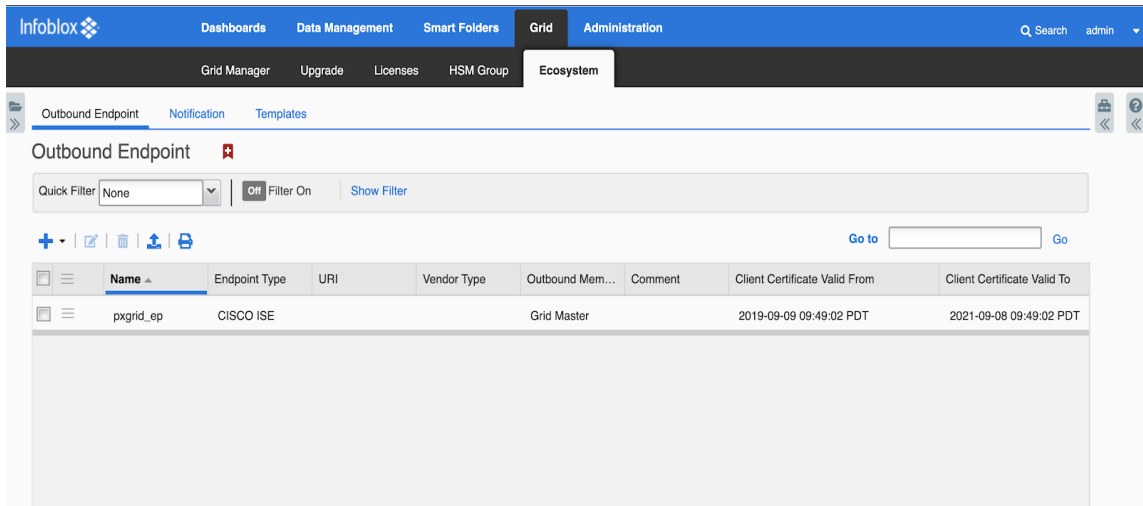 Infoblox Dashboards Data Management Smart Folders Grid Administration Search admin
Grid Manager Upgrade Licenses HSM Group Ecosystem
Outbound Endpoint Notification Templates
Outbound Endpoint
Quick Filter None Off Filter On Show Filter
Go to Go
Name Endpoint Type URI Vendor Type Outbound Mem... Comment Client Certificate Valid From Client Certificate Valid To
pxgrid_ep CISCO ISE Grid Master 2019-09-09 09:49:02 PDT 2021-09-08 09:49:02 PDT